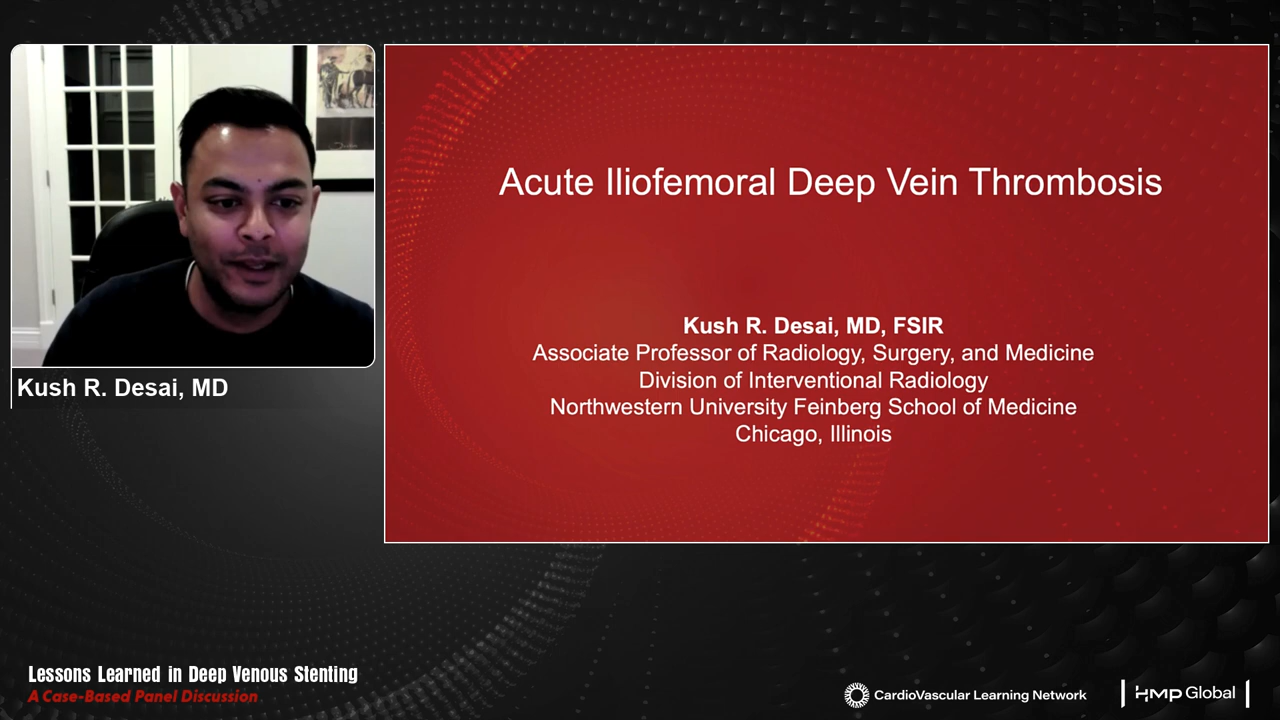 Acute Iliofemoral Deep Vein Thrombosis
Kush R. Desai, MD, FSIR
Associate Professor of Radiology, Surgery, and Medicine
Division of Interventional Radiology
Northwestern University Feinberg School of Medicine
Chicago, Illinois
Kush R. Desai, MD
Lessons Learned in Deep Venous Stenting
A Case-Based Panel Discussion
CardioVascular Learning Network
HMP Global